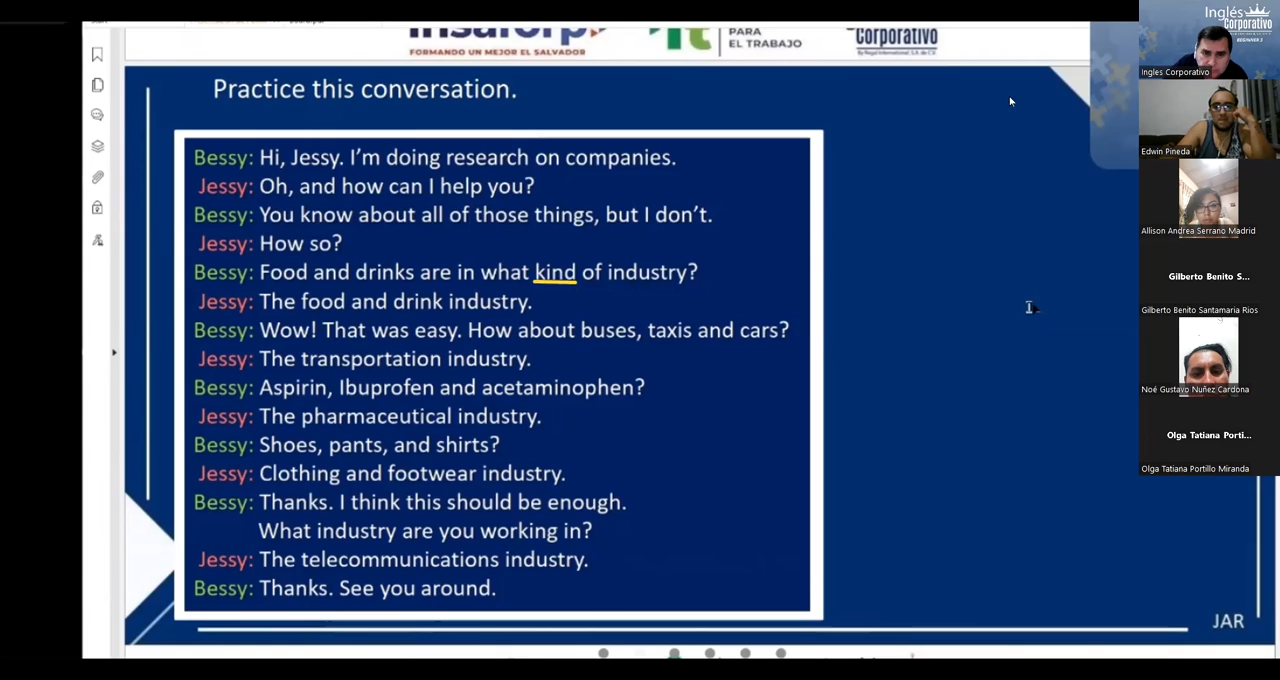 FORMANDO UN MEJOR EL SALVADOR
PARA
EL TRABAJO
Corporativo
Practice this conversation.
Bessy: Hi, Jessy. I'm doing research on companies.
Jessy: Oh, and how can I help you?
Bessy: You know about all of those things, but I don't.
Jessy: How so?
Bessy: Food and drinks are in what kind of industry?
Jessy: The food and drink industry.
Bessy: Wow! That was easy. How about buses, taxis and cars?
Jessy: The transportation industry.
Bessy: Aspirin, Ibuprofen and acetaminophen?
Jessy: The pharmaceutical industry.
Bessy: Shoes, pants, and shirts?
Jessy: Clothing and footwear industry.
Bessy: Thanks. I think this should be enough.
What industry are you working in?
Jessy: The telecommunications industry.
Bessy: Thanks. See you around.
JAR
Inglés
Corporativo
BEGINNER 3
Ingles Corporativo
Edwin Pineda
Allison Andrea Serrano Madrid
Gilberto Benito S...
Gilberto Benito Santamaria Rios
Noé Gustavo Nuñez Cardona
Olga Tatiana Porti...
Olga Tatiana Portillo Miranda